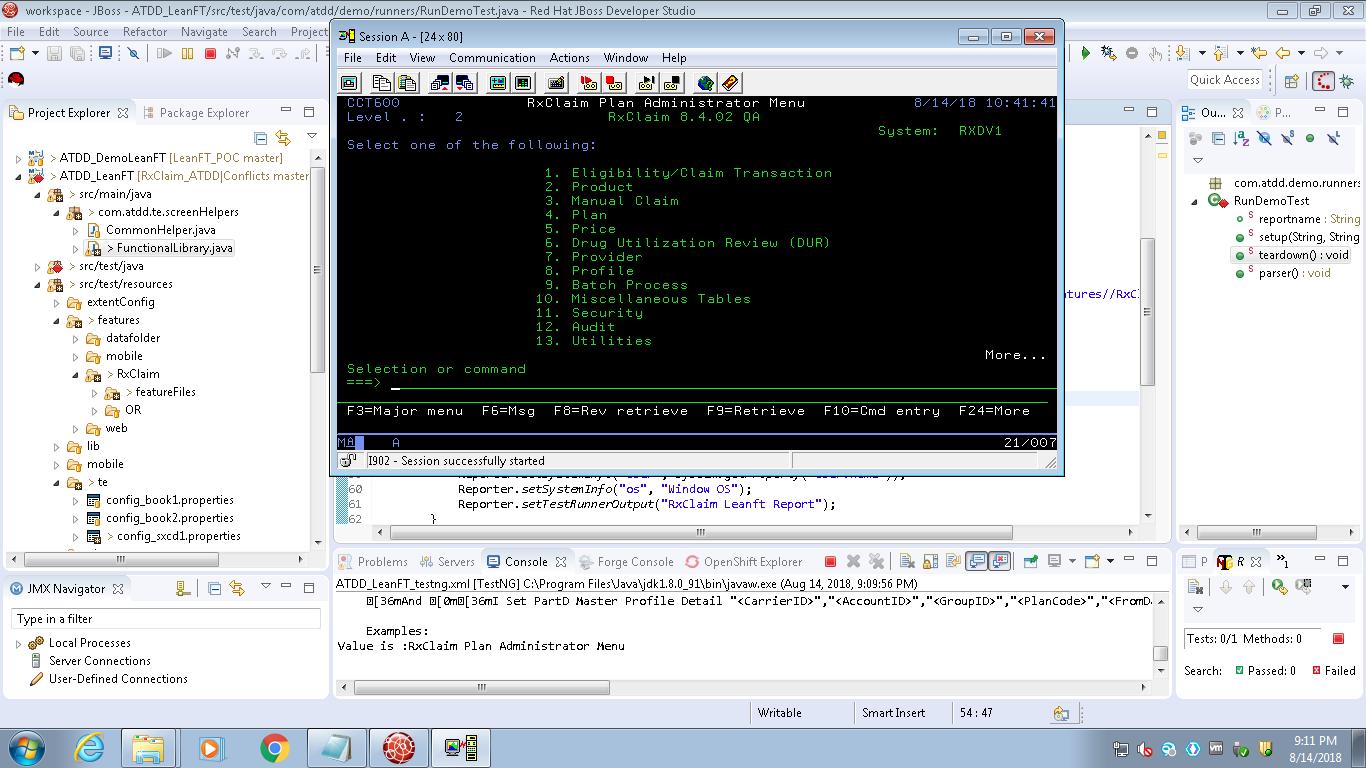 workspace - JBoss - ATDD_LeanFT/src/test/java/com/atdd/demo/runners/RunDemoTest.java - Red Hat JBoss Developer Studio
File Edit Source Refactor Navigate Search Project
Session A - [24 x 80]
File Edit View Communication Actions Window Help
Quick Access
Project Explorer
Package Explorer
ATDD_DemoLeanFT [LeanFT_POC master]
> ATDD_LeanFT [RxClaim_ATDD|Conflicts master
> src/main/java
> com.atdd.te.screenHelpers
CommonHelper.java
> FunctionalLibrary.java
> src/test/java
> src/test/resources
extentConfig
> features
datafolder
mobile
> RxClaim
> featureFiles
OR
web
lib
mobile
> te
config_book1.properties
config_book2.properties
> config_sxcd1.properties
CCT600 RxClaim Plan Administrator Menu 8/14/18 10:41:41
Level . : 2 RxClaim 8.4.02 QA
System: RXDV1
Select one of the following:
1. Eligibility/Claim Transaction
2. Product
3. Manual Claim
4. Plan
5. Price
6. Drug Utilization Review (DUR)
7. Provider
8. Profile
9. Batch Process
10. Miscellaneous Tables
11. Security
12. Audit
13. Utilities
More...
Selection or command
===>
F3=Major menu F6=Msg F8=Rev retrieve F9=Retrieve F10=Cmd entry F24=More
MA A 21/007
I902 - Session successfully started
Ou...
P...
com.atdd.demo.runners
RunDemoTest
reportname : String
setup(String, String
teardown() : void
parser() : void
atures//RxCl
60 Reporter.setSystemInfo("os", "Window OS");
61 Reporter.setTestRunnerOutput("RxClaim Leanft Report");
62 }
Problems Servers Console Forge Console OpenShift Explorer
ATDD_LeanFT_testng.xml [TestNG] C:\Program Files\Java\jdk1.8.0_91\bin\javaw.exe (Aug 14, 2018, 9:09:56 PM)
[36mAnd [0m[36mI Set PartD Master Profile Detail "<CarrierID>","<AccountID>","<GroupID>","<PlanCode>","<FromDa
Examples:
Value is :RxClaim Plan Administrator Menu
JMX Navigator
Type in a filter
Local Processes
Server Connections
User-Defined Connections
P R »1
Tests: 0/1 Methods: 0
Search: Passed: 0 Failed
Writable Smart Insert 54 : 47
9:11 PM
8/14/2018